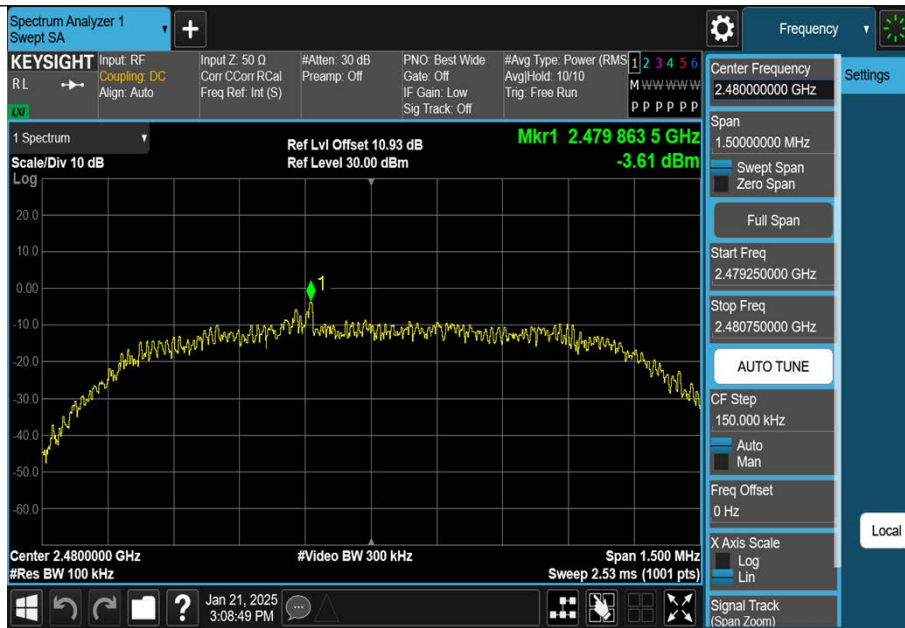 Spectrum Analyzer 1
Swept SA
+
Frequency
KEYSIGHT
R L
LXI
Input: RF
Coupling: DC
Align: Auto
Input Z: 50 Ω
Corr CCorr RCal
Freq Ref: Int (S)
#Atten: 30 dB
Preamp: Off
PNO: Best Wide
Gate: Off
IF Gain: Low
Sig Track: Off
#Avg Type: Power (RMS
Avg|Hold: 10/10
Trig: Free Run
1 2 3 4 5 6
M W W W W W
P P P P P P
1 Spectrum
Scale/Div 10 dB
Log
Ref Lvl Offset 10.93 dB
Ref Level 30.00 dBm
Mkr1 2.479 863 5 GHz
-3.61 dBm
1
20.0
10.0
0.00
-10.0
-20.0
-30.0
-40.0
-50.0
-60.0
Center 2.4800000 GHz
#Res BW 100 kHz
#Video BW 300 kHz
Span 1.500 MHz
Sweep 2.53 ms (1001 pts)
?
Jan 21, 2025
3:08:49 PM
Center Frequency
2.480000000 GHz
Span
1.50000000 MHz
Swept Span
Zero Span
Full Span
Start Freq
2.479250000 GHz
Stop Freq
2.480750000 GHz
AUTO TUNE
CF Step
150.000 kHz
Auto
Man
Freq Offset
0 Hz
X Axis Scale
Log
Lin
Signal Track
(Span Zoom)
Settings
Local